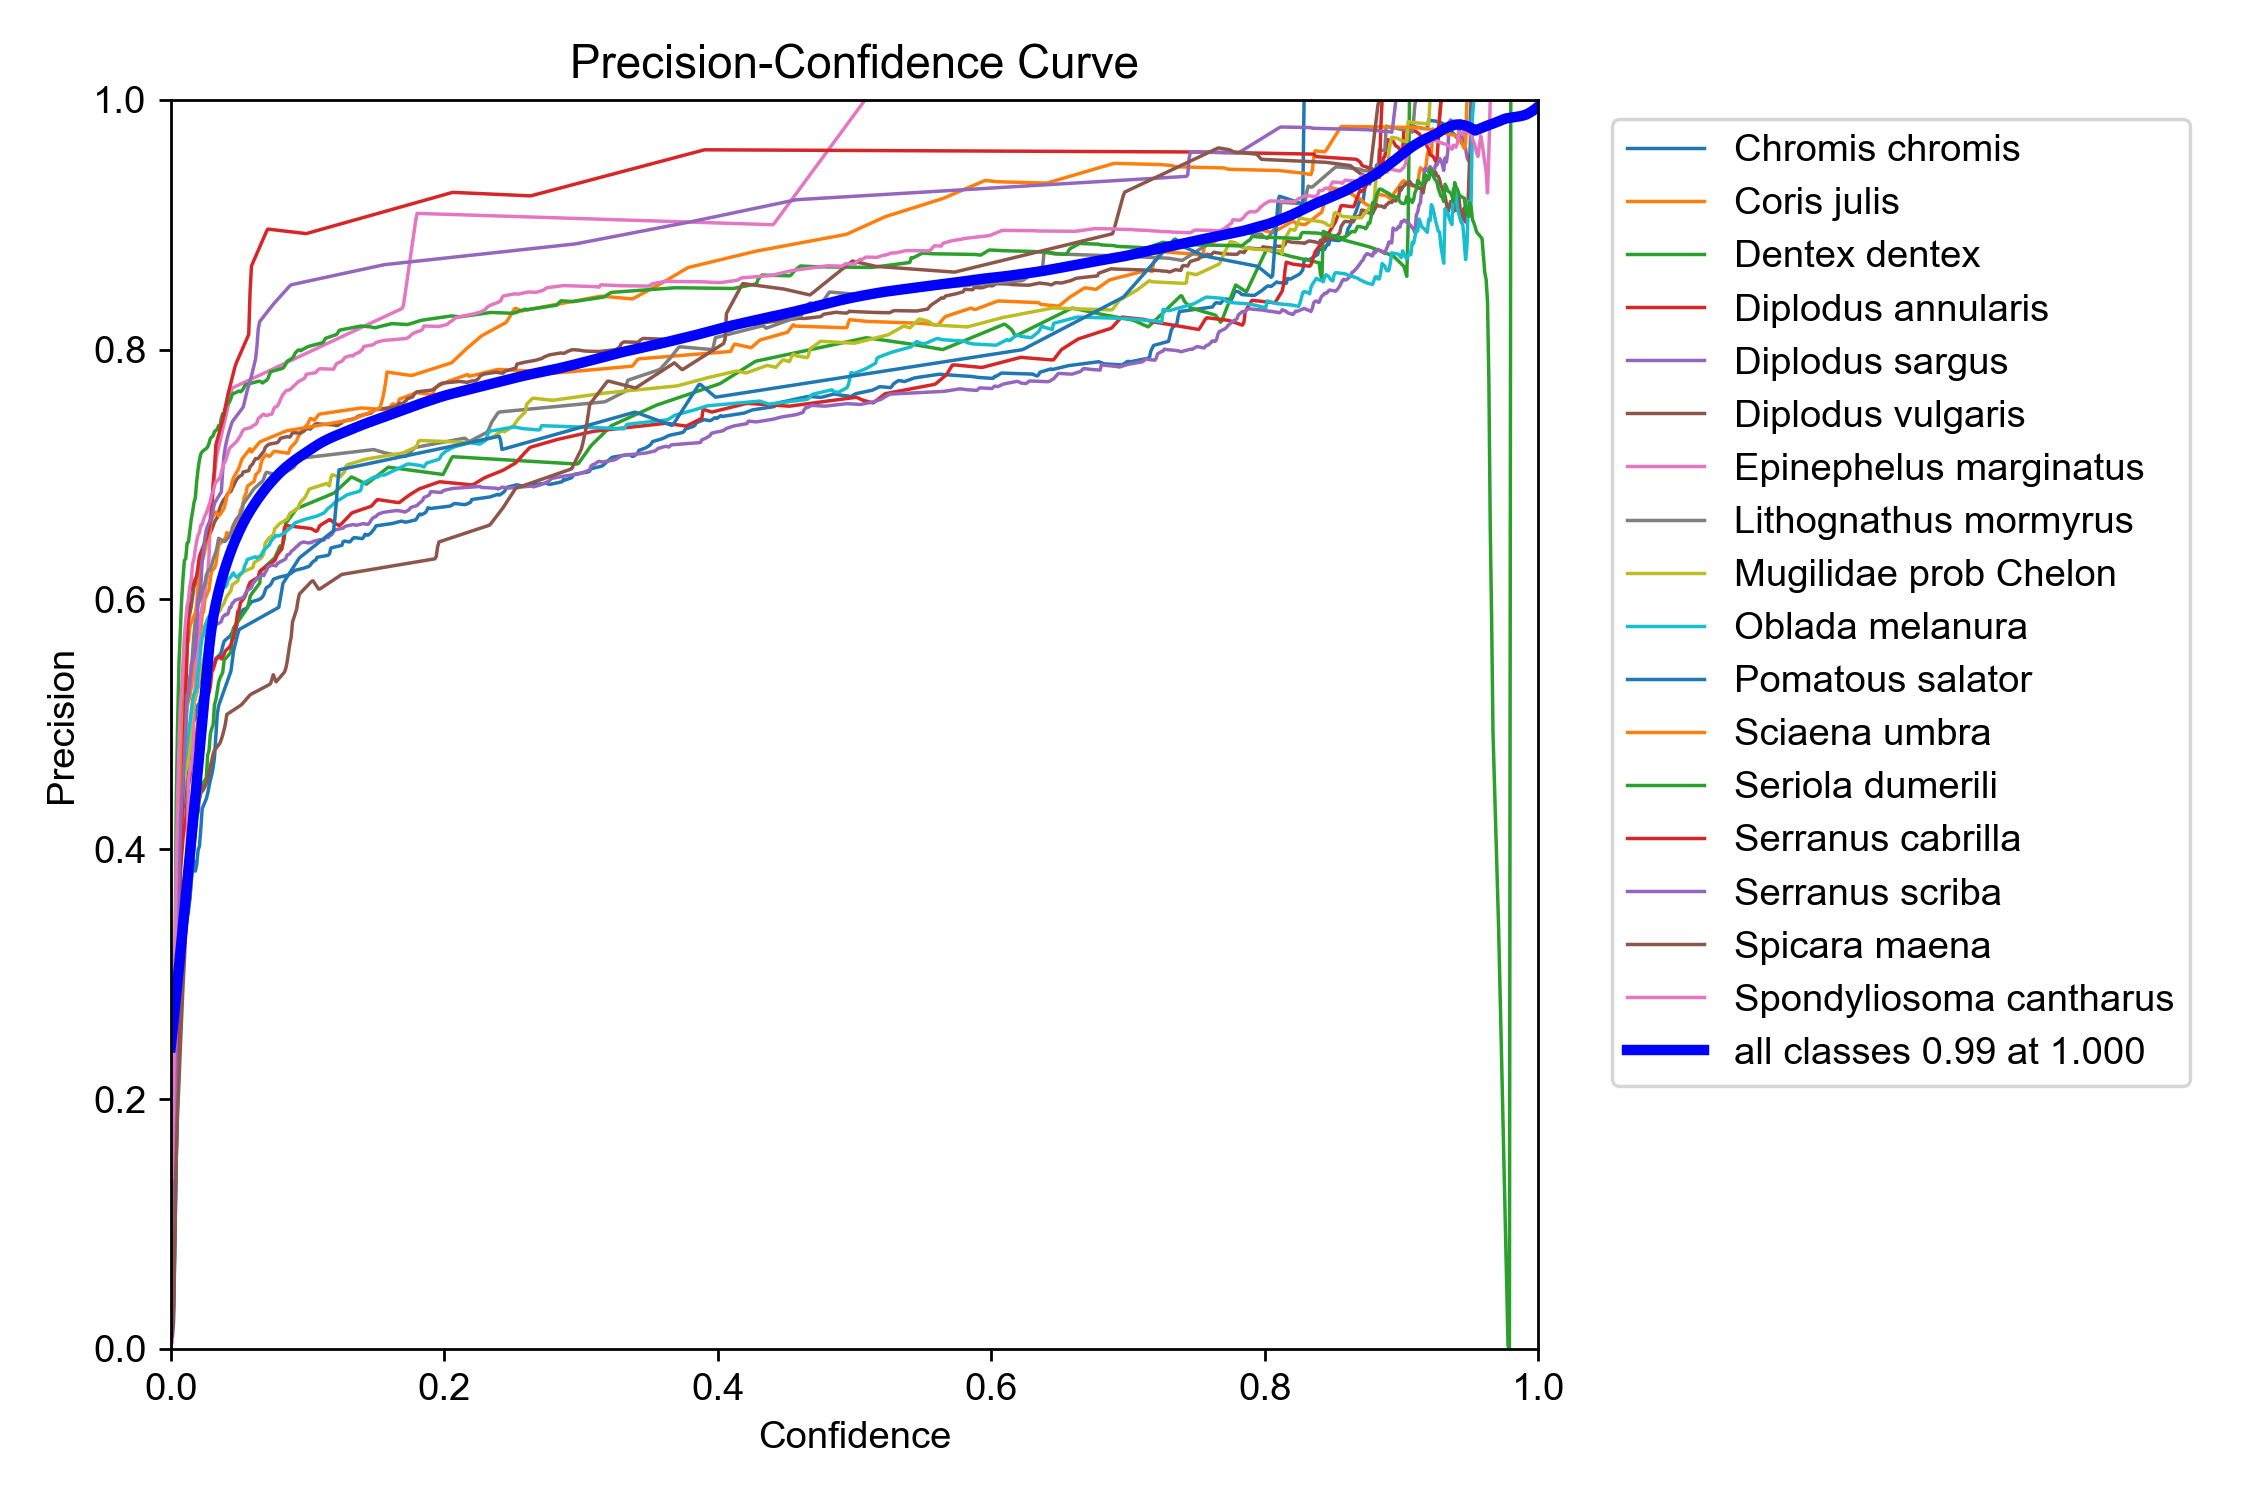 Precision-Confidence Curve
1.0
0.8
0.6
0.4
0.2
0.0
Precision
0.0 0.2 0.4 0.6 0.8 1.0
Confidence
Chromis chromis
Coris julis
Dentex dentex
Diplodus annularis
Diplodus sargus
Diplodus vulgaris
Epinephelus marginatus
Lithognathus mormyrus
Mugilidae prob Chelon
Oblada melanura
Pomatous salator
Sciaena umbra
Seriola dumerili
Serranus cabrilla
Serranus scriba
Spicara maena
Spondyliosoma cantharus
all classes 0.99 at 1.000